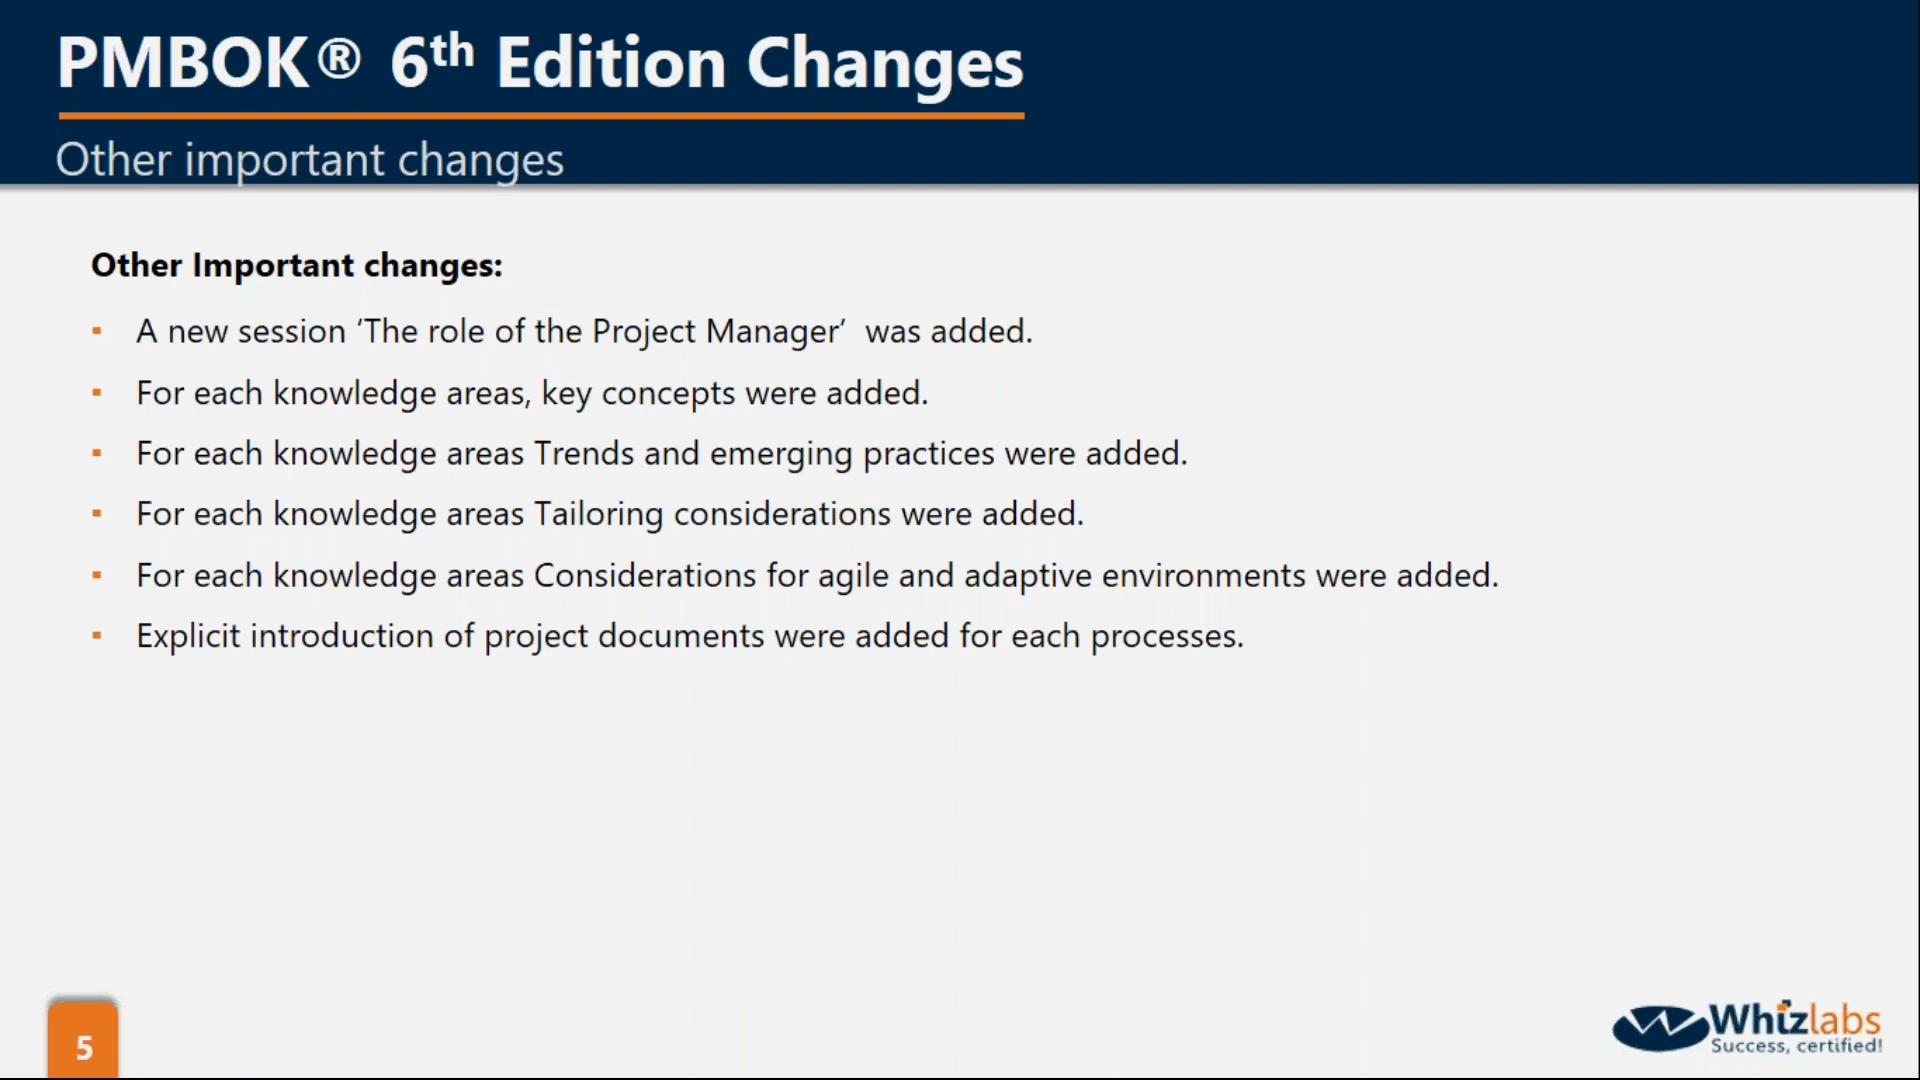 PMBOK® 6th Edition Changes
Other important changes
Other Important changes:
▪ A new session ‘The role of the Project Manager’ was added.
▪ For each knowledge areas, key concepts were added.
▪ For each knowledge areas Trends and emerging practices were added.
▪ For each knowledge areas Tailoring considerations were added.
▪ For each knowledge areas Considerations for agile and adaptive environments were added.
▪ Explicit introduction of project documents were added for each processes.
5
Whizlabs
Success, certified!